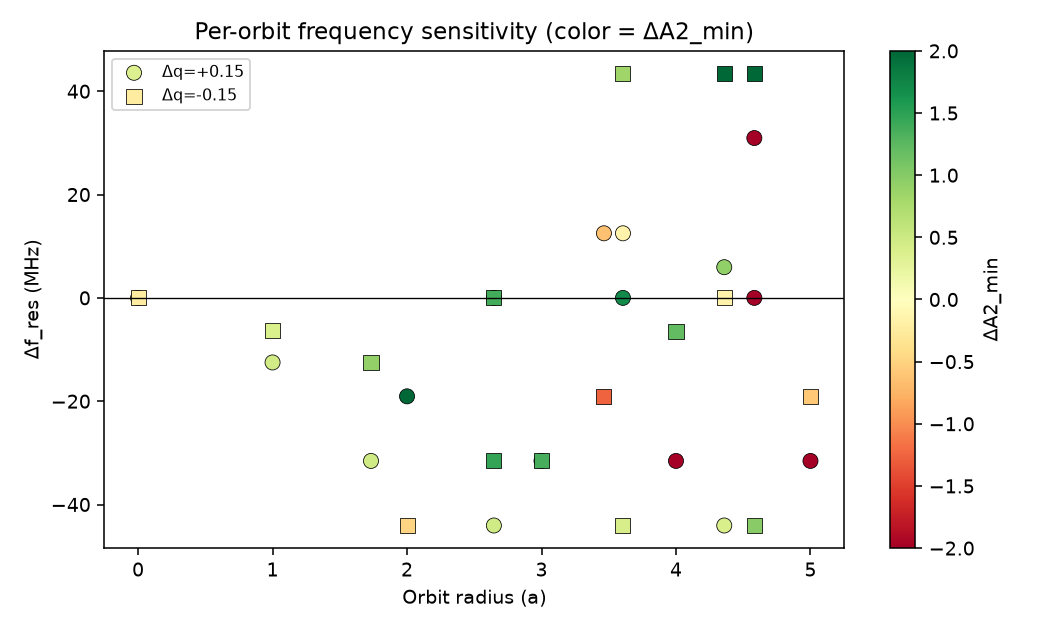 Per-orbit frequency sensitivity (color = ΔA2_min)
Δq=+0.15
Δq=-0.15
Δf_res (MHz)
40
20
0
−20
−40
0 1 2 3 4 5
Orbit radius (a)
2.0
1.5
1.0
0.5
0.0
−0.5
−1.0
−1.5
−2.0
ΔA2_min